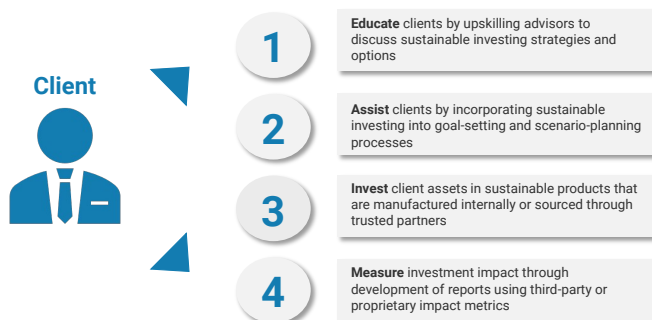 Client
1
Educate clients by upskilling advisors to
discuss sustainable investing strategies and
options
2
Assist clients by incorporating sustainable
investing into goal-setting and scenario-planning
processes
3
Invest client assets in sustainable products that
are manufactured internally or sourced through
trusted partners
4
Measure investment impact through
development of reports using third-party or
proprietary impact metrics